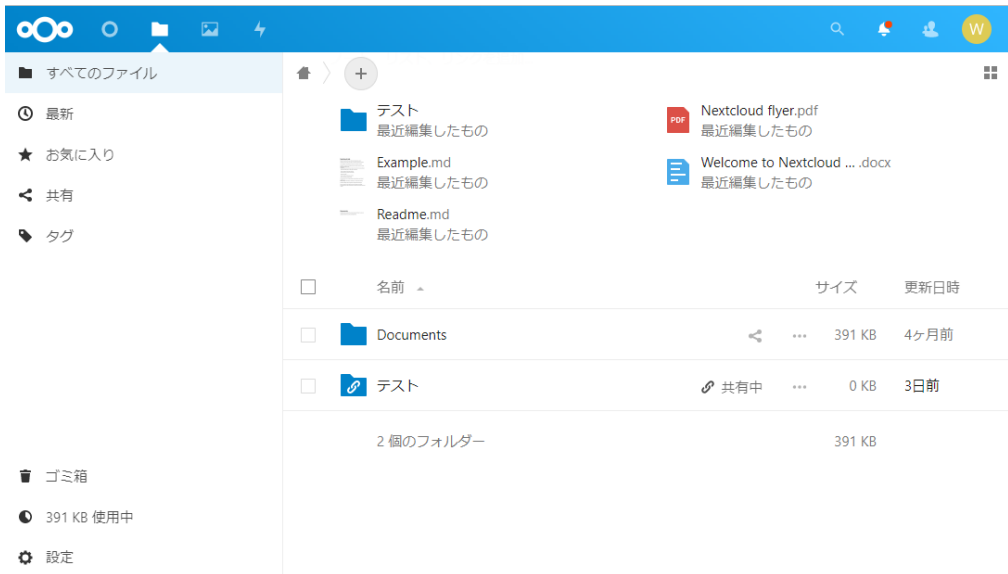 W
すべてのファイル
最新
お気に入り
共有
タグ
テスト
最近編集したもの
PDF
Nextcloud flyer.pdf
最近編集したもの
Example.md
最近編集したもの
Welcome to Nextcloud ... .docx
最近編集したもの
Readme.md
最近編集したもの
名前 サイズ 更新日時
Documents 391 KB 4ヶ月前
テスト 共有中 0 KB 3日前
2 個のフォルダー 391 KB
ゴミ箱
391 KB 使用中
設定